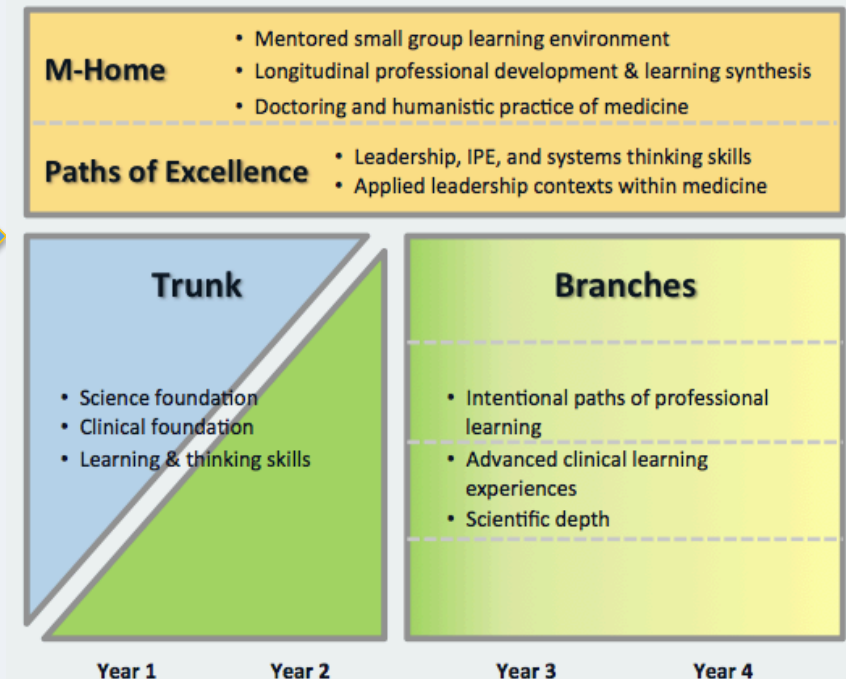 M-Home
• Mentored small group learning environment
• Longitudinal professional development & learning synthesis
• Doctoring and humanistic practice of medicine
Paths of Excellence
• Leadership, IPE, and systems thinking skills
• Applied leadership contexts within medicine
Trunk
• Science foundation
• Clinical foundation
• Learning & thinking skills
Branches
• Intentional paths of professional
learning
• Advanced clinical learning
experiences
• Scientific depth
Year 1 Year 2 Year 3 Year 4